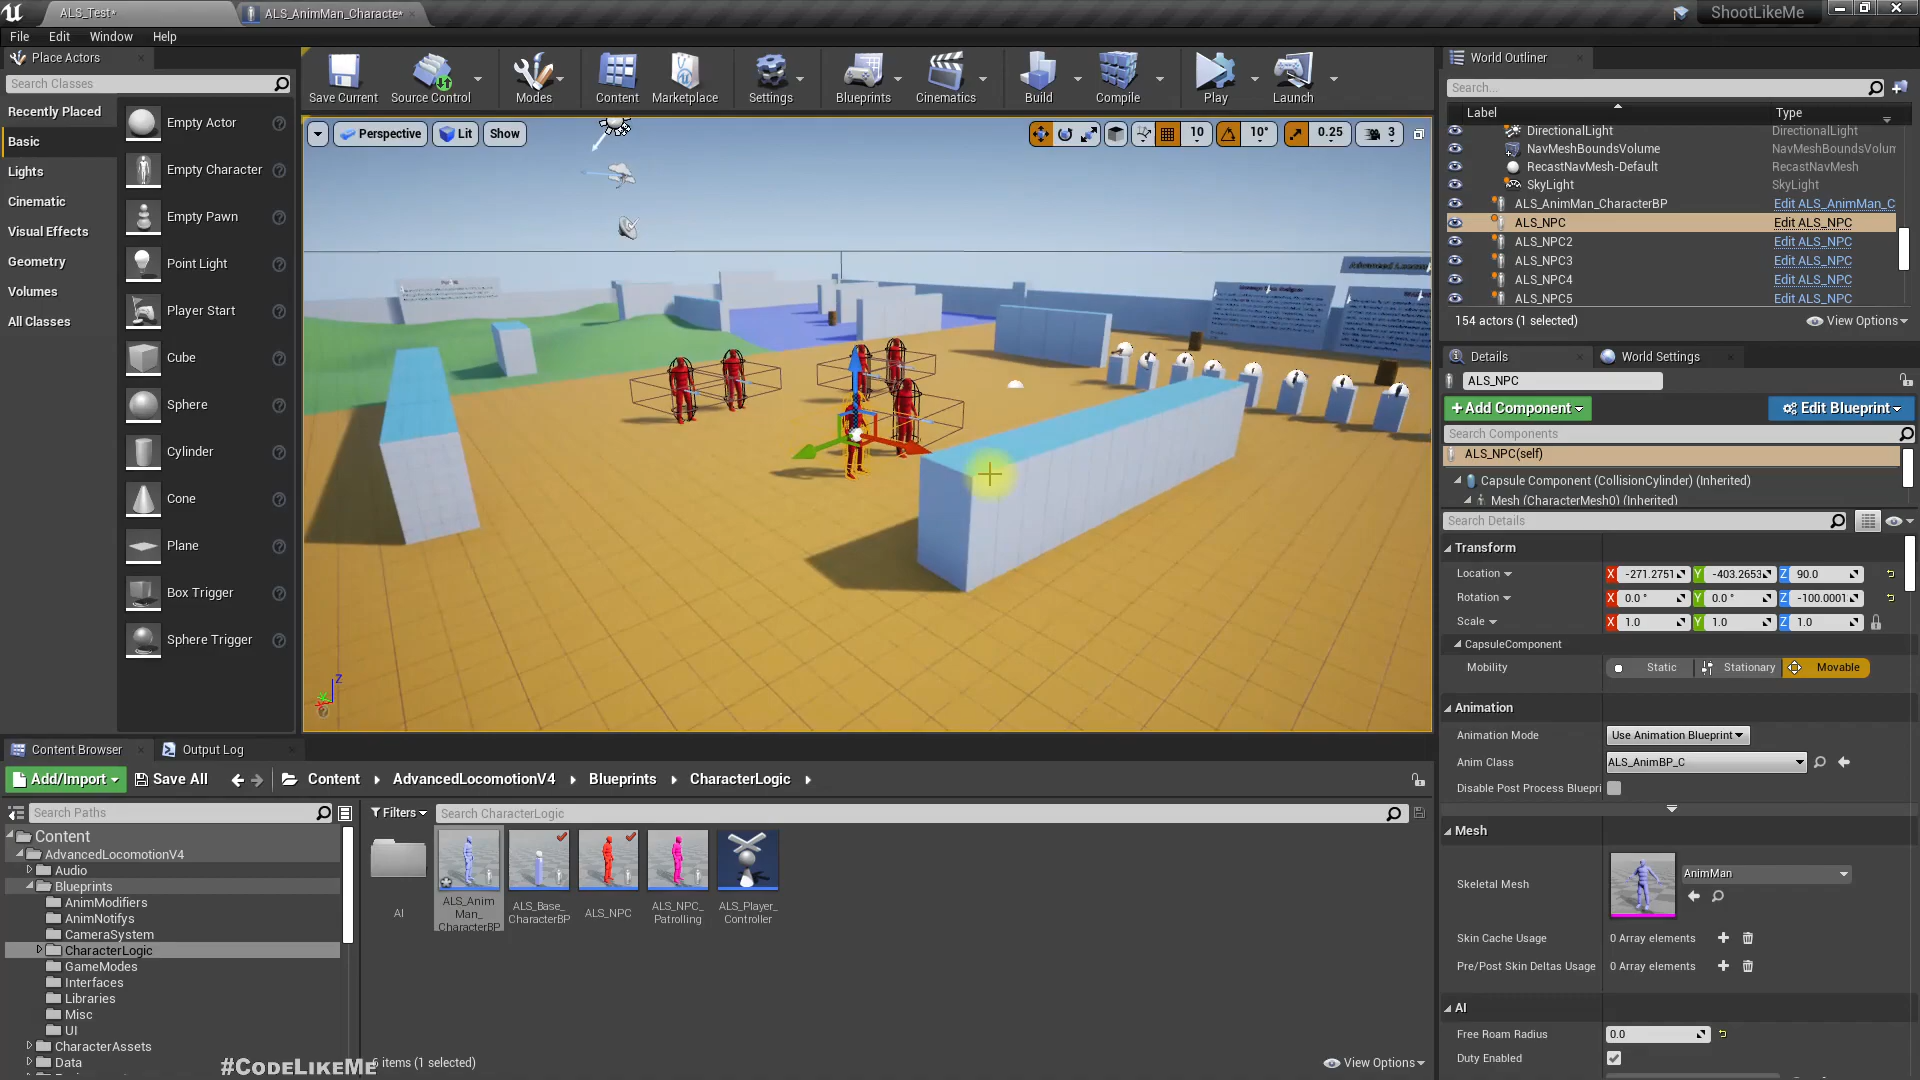 ALS_Test*
ALS_AnimMan_Characte*
ShootLikeMe
File
Edit
Window
Help
Place Actors
Search Classes
Recently Placed
Basic
Lights
Cinematic
Visual Effects
Geometry
Volumes
All Classes
Empty Actor
Empty Character
Empty Pawn
Point Light
Player Start
Cube
Sphere
Cylinder
Cone
Plane
Box Trigger
Sphere Trigger
Save Current
Source Control
Modes
Content
Marketplace
Settings
Blueprints
Cinematics
Build
Compile
Play
Launch
Perspective
Lit
Show
10
10°
0.25
3
Z
World Outliner
Search...
Label
Type
DirectionalLight
DirectionalLight
NavMeshBoundsVolume
NavMeshBoundsVolum
RecastNavMesh-Default
RecastNavMesh
SkyLight
SkyLight
ALS_AnimMan_CharacterBP
Edit ALS_AnimMan_C
ALS_NPC
Edit ALS_NPC
ALS_NPC2
Edit ALS_NPC
ALS_NPC3
Edit ALS_NPC
ALS_NPC4
Edit ALS_NPC
ALS_NPC5
Edit ALS_NPC
154 actors (1 selected)
View Options
Details
World Settings
ALS_NPC
+Add Component
Edit Blueprint
Search Components
ALS_NPC(self)
Capsule Component (CollisionCylinder) (Inherited)
Mesh (CharacterMesh0) (Inherited)
Search Details
Transform
Location
X -271.2751 Y -403.2653 Z 90.0
Rotation
X 0.0 ° Y 0.0 ° Z -100.0001
Scale
X 1.0 Y 1.0 Z 1.0
CapsuleComponent
Mobility
Static
Stationary
Movable
Animation
Animation Mode
Use Animation Blueprint
Anim Class
ALS_AnimBP_C
Disable Post Process Bluepri
Mesh
Skeletal Mesh
AnimMan
Skin Cache Usage
0 Array elements
Pre/Post Skin Deltas Usage
0 Array elements
AI
Free Roam Radius
0.0
Duty Enabled
Content Browser
Output Log
Add/Import
Save All
Content
AdvancedLocomotionV4
Blueprints
CharacterLogic
Search Paths
Filters
Search CharacterLogic
Content
AdvancedLocomotionV4
Audio
Blueprints
AnimModifiers
AnimNotifys
CameraSystem
CharacterLogic
GameModes
Interfaces
Libraries
Misc
UI
CharacterAssets
Data
AI
ALS_Anim
Man_
CharacterBP
ALS_Base_
CharacterBP
ALS_NPC
ALS_NPC_
Patrolling
ALS_Player_
Controller
items (1 selected)
View Options
#CodeLikeMe